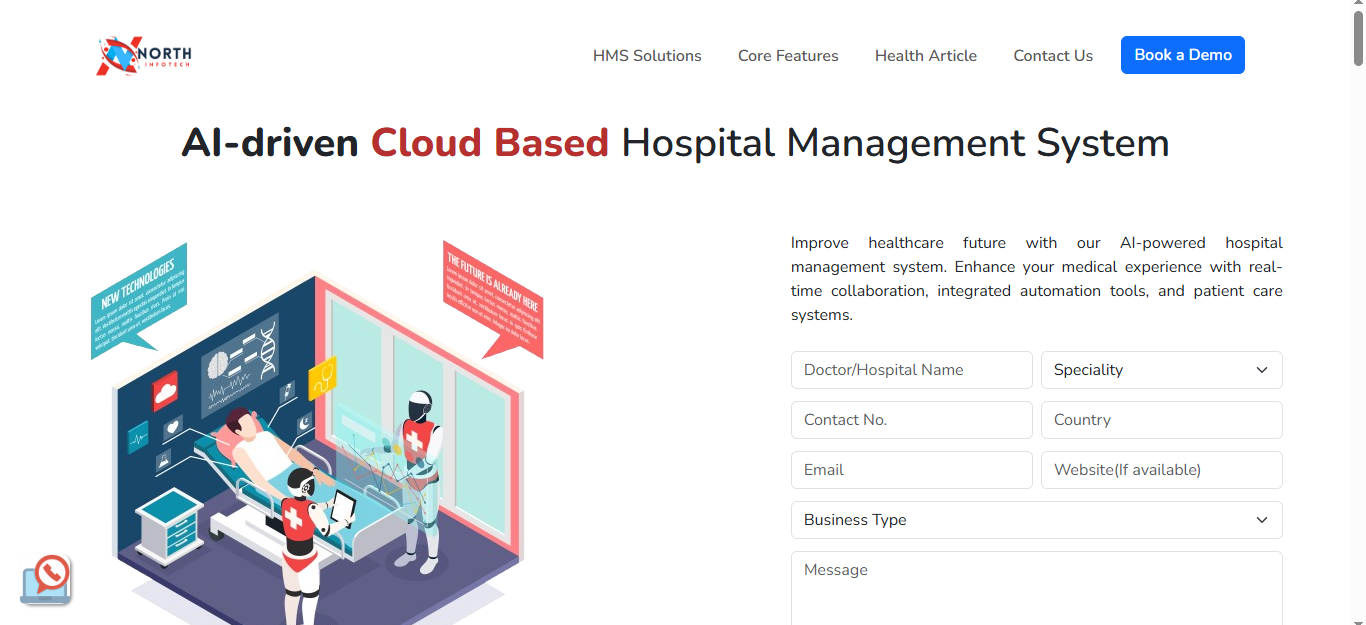 NORTH
INFOTECH
HMS Solutions
Core Features
Health Article
Contact Us
Book a Demo
AI-driven Cloud Based Hospital Management System
NEW TECHNOLOGIES
THE FUTURE IS ALREADY HERE
Improve healthcare future with our AI-powered hospital
management system. Enhance your medical experience with real-
time collaboration, integrated automation tools, and patient care
systems.
Doctor/Hospital Name
Speciality
Contact No.
Country
Email
Website(If available)
Business Type
Message